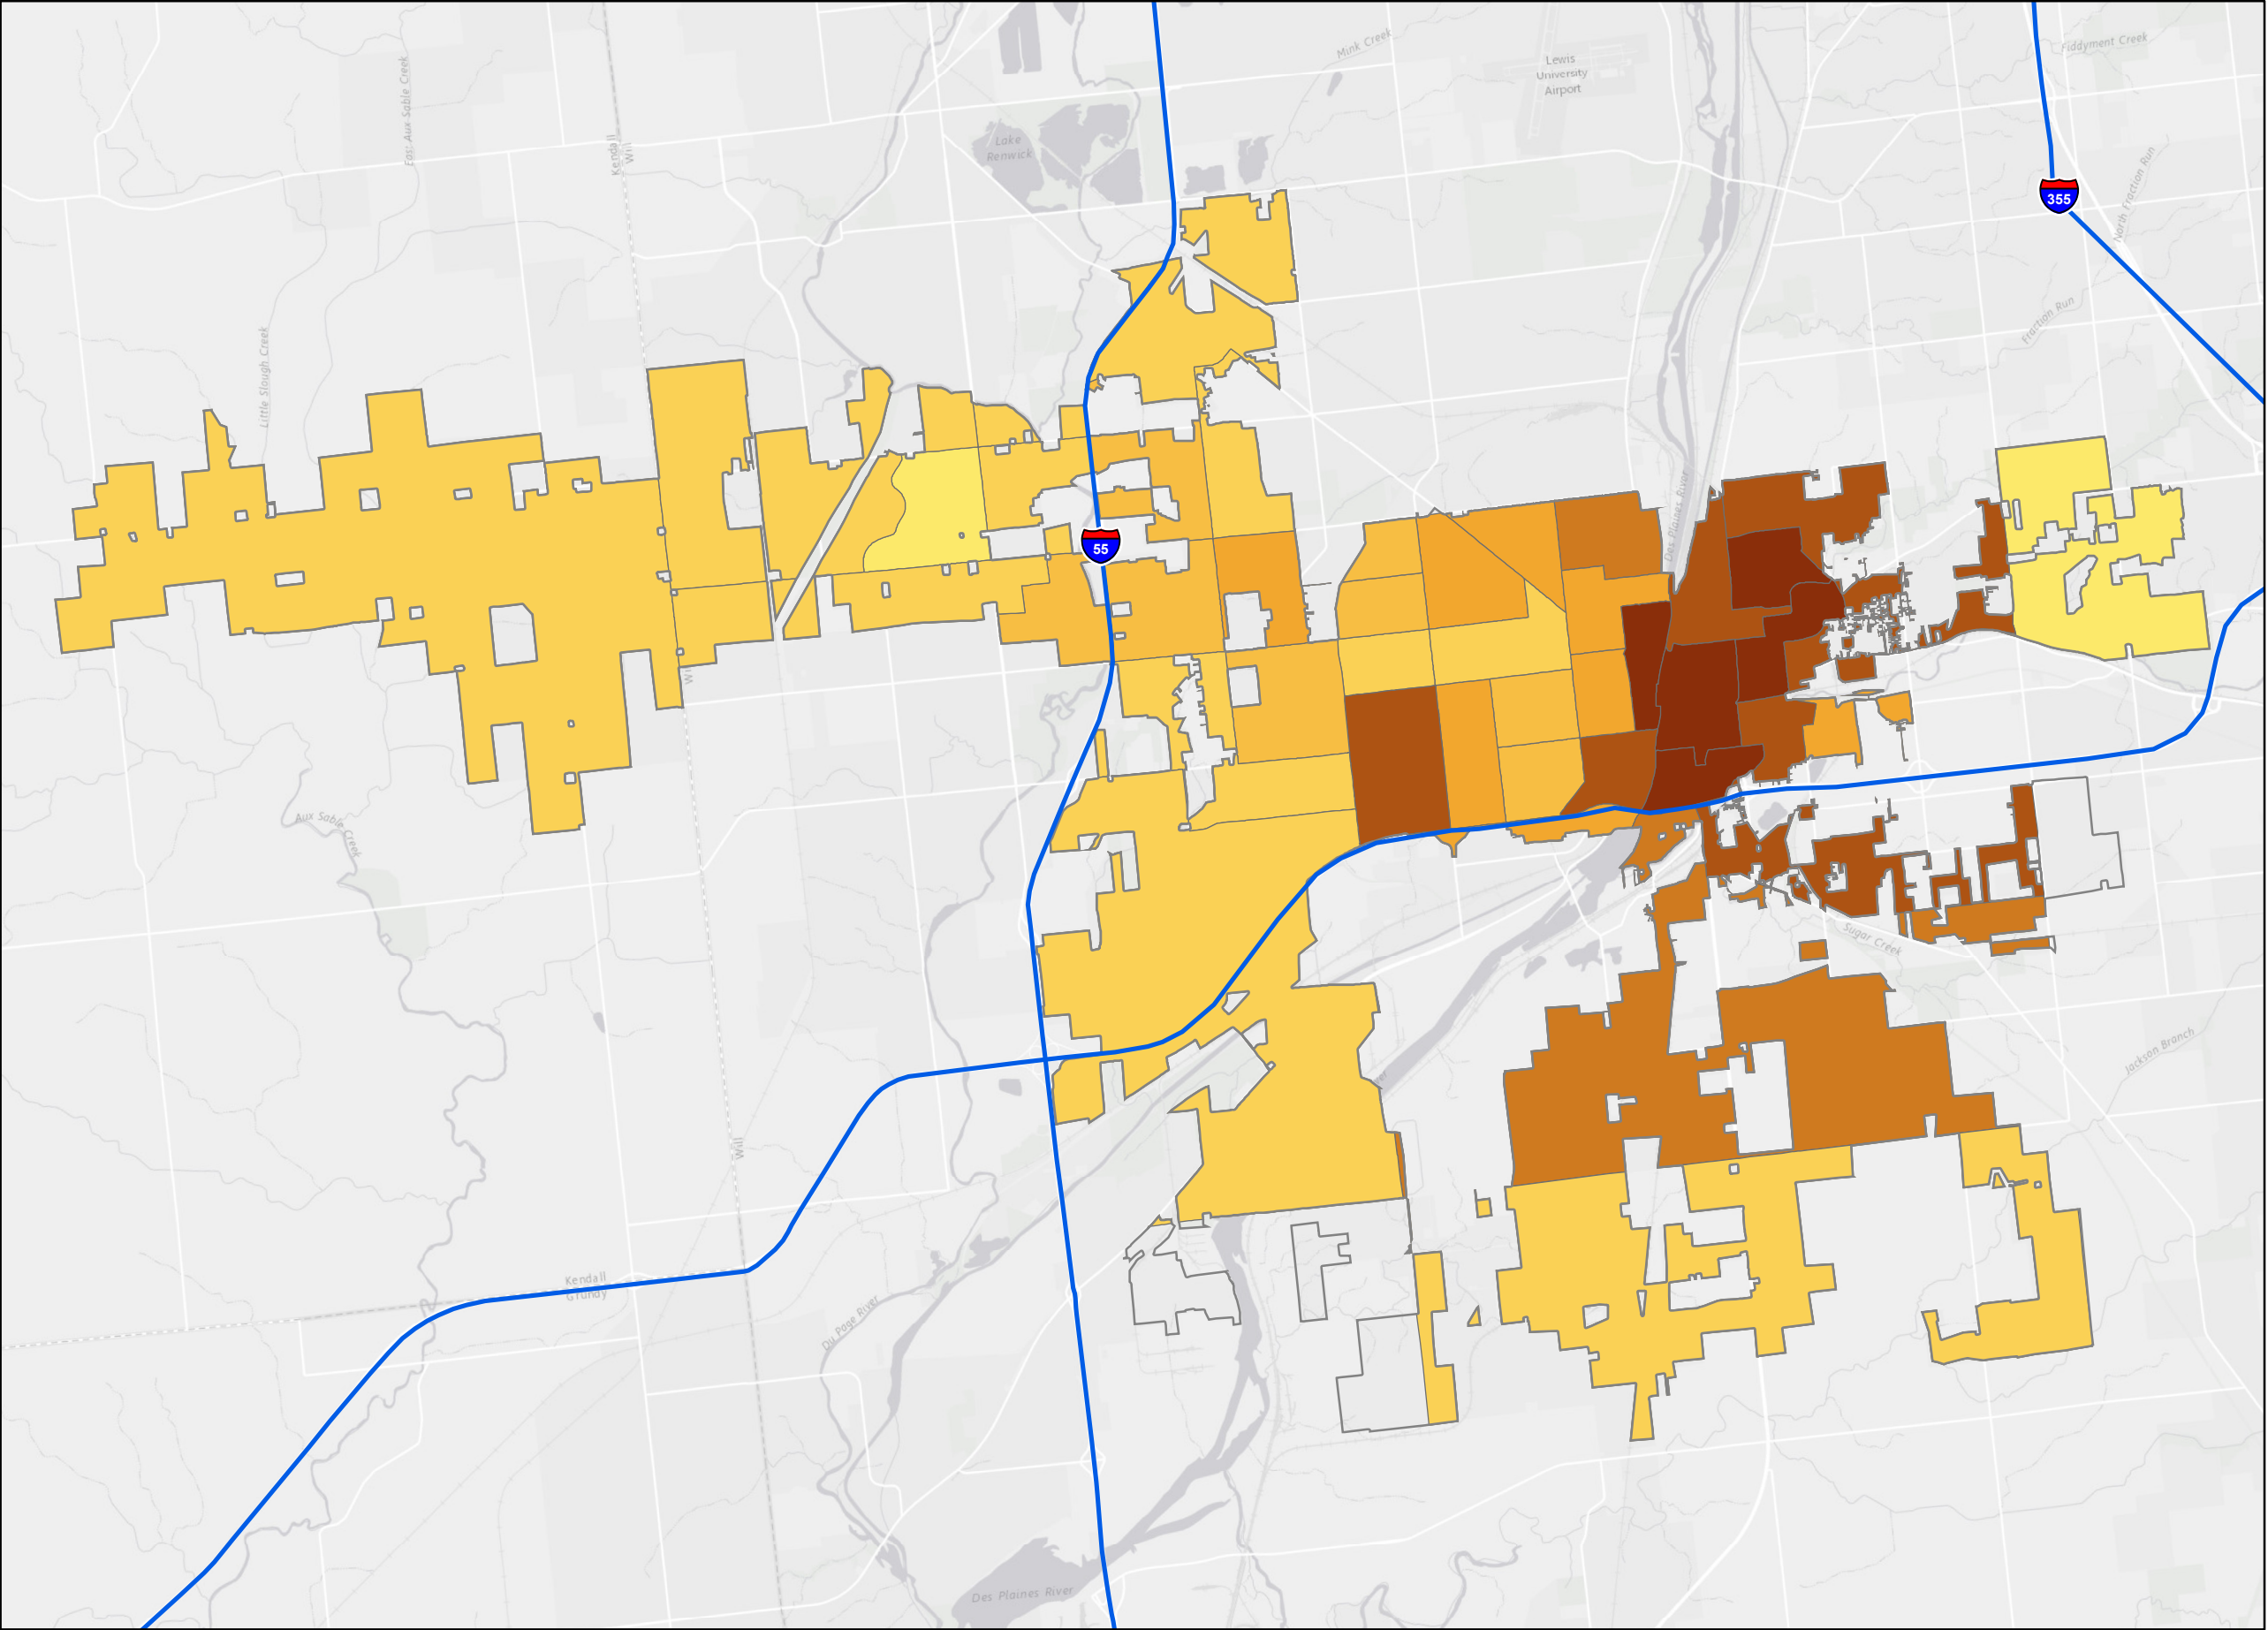 Mink Creek
Fiddyment Creek
Lewis
University
Airport
East Aux Sable Creek
Kendall
Will
Lake
Renwick
North Fraction Run
355
Fraction Run
Little Slough Creek
Des Plaines River
55
Aux Sable Creek
Sugar Creek
Jackson Branch
Will
Kendall
Grundy
Du Page River
Des Plaines River